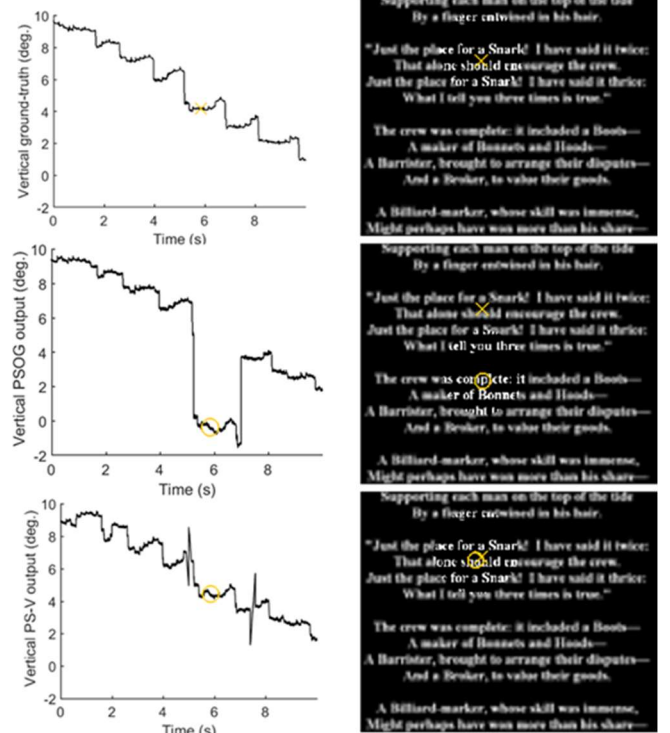 10
8
6
4
2
0
-2
Vertical ground-truth (deg.)
0 2 4 6 8
Time (s)
Supporting each man on the top of the tide
By a finger entwined in his hair.
"Just the place for a Snark! I have said it twice:
That alone should encourage the crew.
Just the place for a Snark! I have said it thrice:
What I tell you three times is true."
The crew was complete: it included a Boots—
A maker of Bonnets and Hoods—
A Barrister, brought to arrange their disputes—
And a Broker, to value their goods.
A Billiard-marker, whose skill was immense,
Might perhaps have won more than his share—
10
8
6
4
2
0
-2
Vertical PSOG output (deg.)
0 2 4 6 8
Time (s)
Supporting each man on the top of the tide
By a finger entwined in his hair.
"Just the place for a Snark! I have said it twice:
That alone should encourage the crew.
Just the place for a Snark! I have said it thrice:
What I tell you three times is true."
The crew was complete: it included a Boots—
A maker of Bonnets and Hoods—
A Barrister, brought to arrange their disputes—
And a Broker, to value their goods.
A Billiard-marker, whose skill was immense,
Might perhaps have won more than his share—
10
8
6
4
2
0
-2
Vertical PS-V output (deg.)
0 2 4 6 8
Time (s)
Supporting each man on the top of the tide
By a finger entwined in his hair.
"Just the place for a Snark! I have said it twice:
That alone should encourage the crew.
Just the place for a Snark! I have said it thrice:
What I tell you three times is true."
The crew was complete: it included a Boots—
A maker of Bonnets and Hoods—
A Barrister, brought to arrange their disputes—
And a Broker, to value their goods.
A Billiard-marker, whose skill was immense,
Might perhaps have won more than his share—